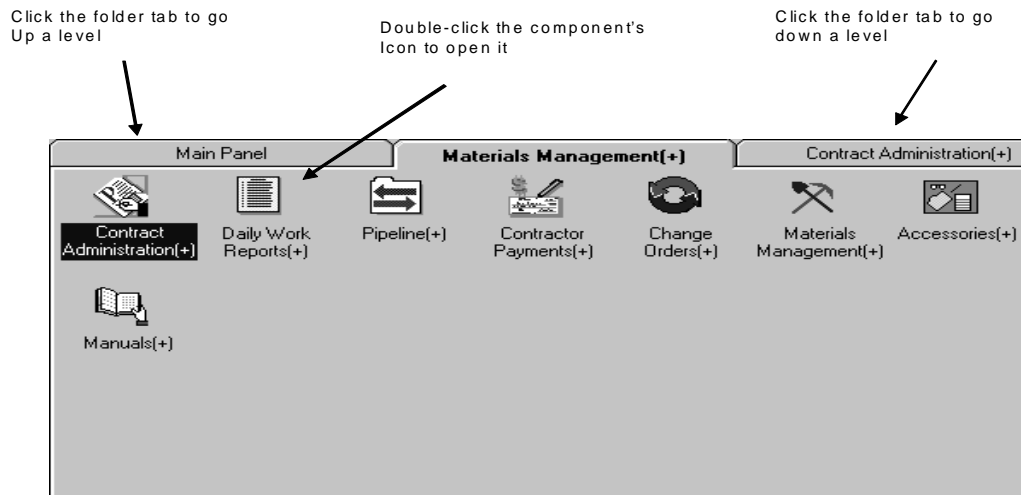 Click the folder tab to go
Up a level
Double-click the component's
Icon to open it
Click the folder tab to go
down a level
Main Panel
Materials Management(+)
Contract Administration(+)
Contract
Administration(+)
Daily Work
Reports(+)
Pipeline(+)
Contractor
Payments(+)
Change
Orders(+)
Materials
Management(+)
Accessories(+)
Manuals(+)